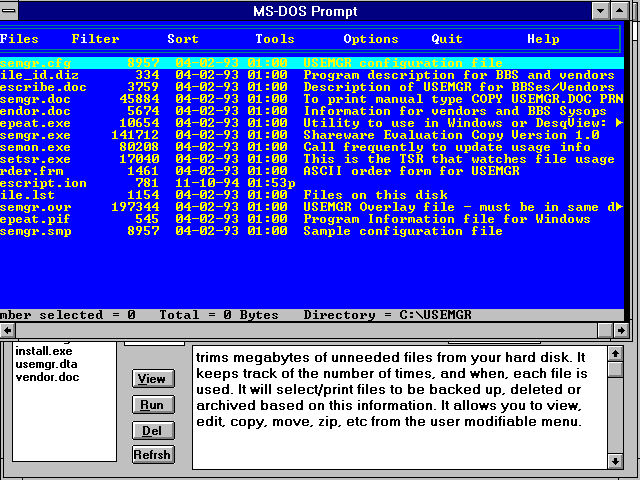 MS-DOS Prompt
Files Filter Sort Tools Options Quit Help
semgr.cfg 8957 04-02-93 01:00 USEMGR configuration file
ile_id.diz 334 04-02-93 01:00 Program description for BBS and vendors
escribe.doc 3759 04-02-93 01:00 Description of USEMGR for BBSes/Vendors
semgr.doc 45884 04-02-93 01:00 To print manual type COPY USEMGR.DOC PRN
endor.doc 5674 04-02-93 01:00 Information for vendors and BBS Sysops
epeat.exe 10654 04-02-93 01:00 Utility to use in Windows or DesqView:
semgr.exe 141712 04-02-93 01:00 Shareware Evaluation Copy Version 1.0
semon.exe 80208 04-02-93 01:00 Call frequently to update usage info
setsr.exe 17040 04-02-93 01:00 This is the TSR that watches file usage
rder.frm 1461 04-02-93 01:00 ASCII order form for USEMGR
escript.ion 781 11-10-94 01:53p
ile.lst 1154 04-02-93 01:00 Files on this disk
semgr.ovr 197344 04-02-93 01:00 USEMGR Overlay file - must be in same d
epeat.pif 545 04-02-93 01:00 Program Information file for Windows
semgr.smp 8957 04-02-93 01:00 Sample configuration file
mber selected = 0 Total = 0 Bytes Directory = C:\USEMGR
install.exe
usemgr.dta
vendor.doc
View
Run
Del
Refrsh
trims megabytes of unneeded files from your hard disk. It
keeps track of the number of times, and when, each file is
used. It will select/print files to be backed up, deleted or
archived based on this information. It allows you to view,
edit, copy, move, zip, etc from the user modifiable menu.